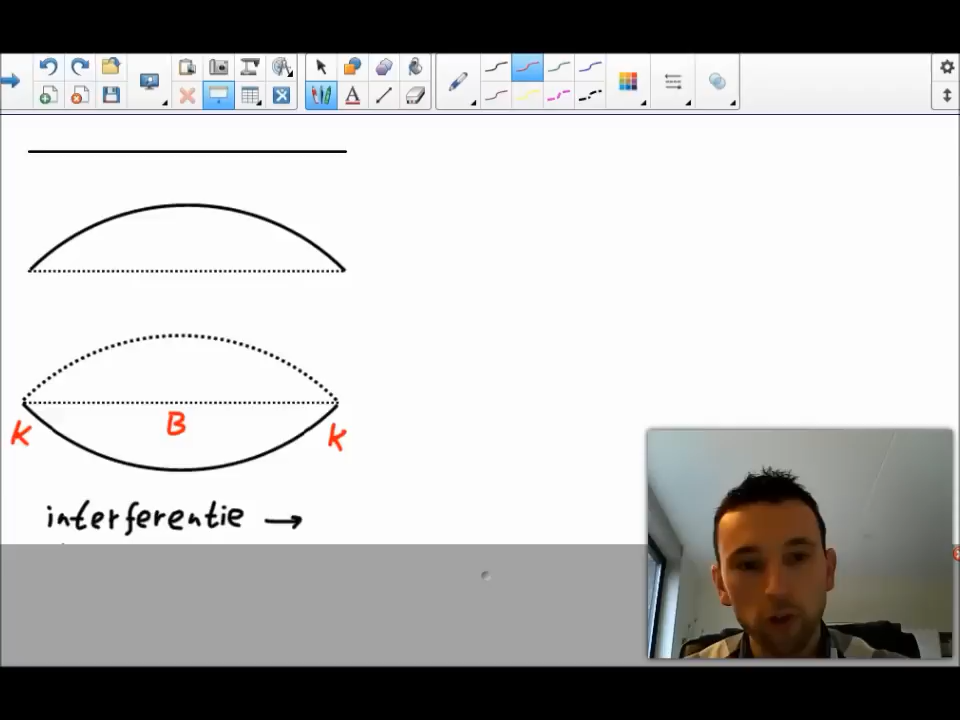 B
K K
interferentie →